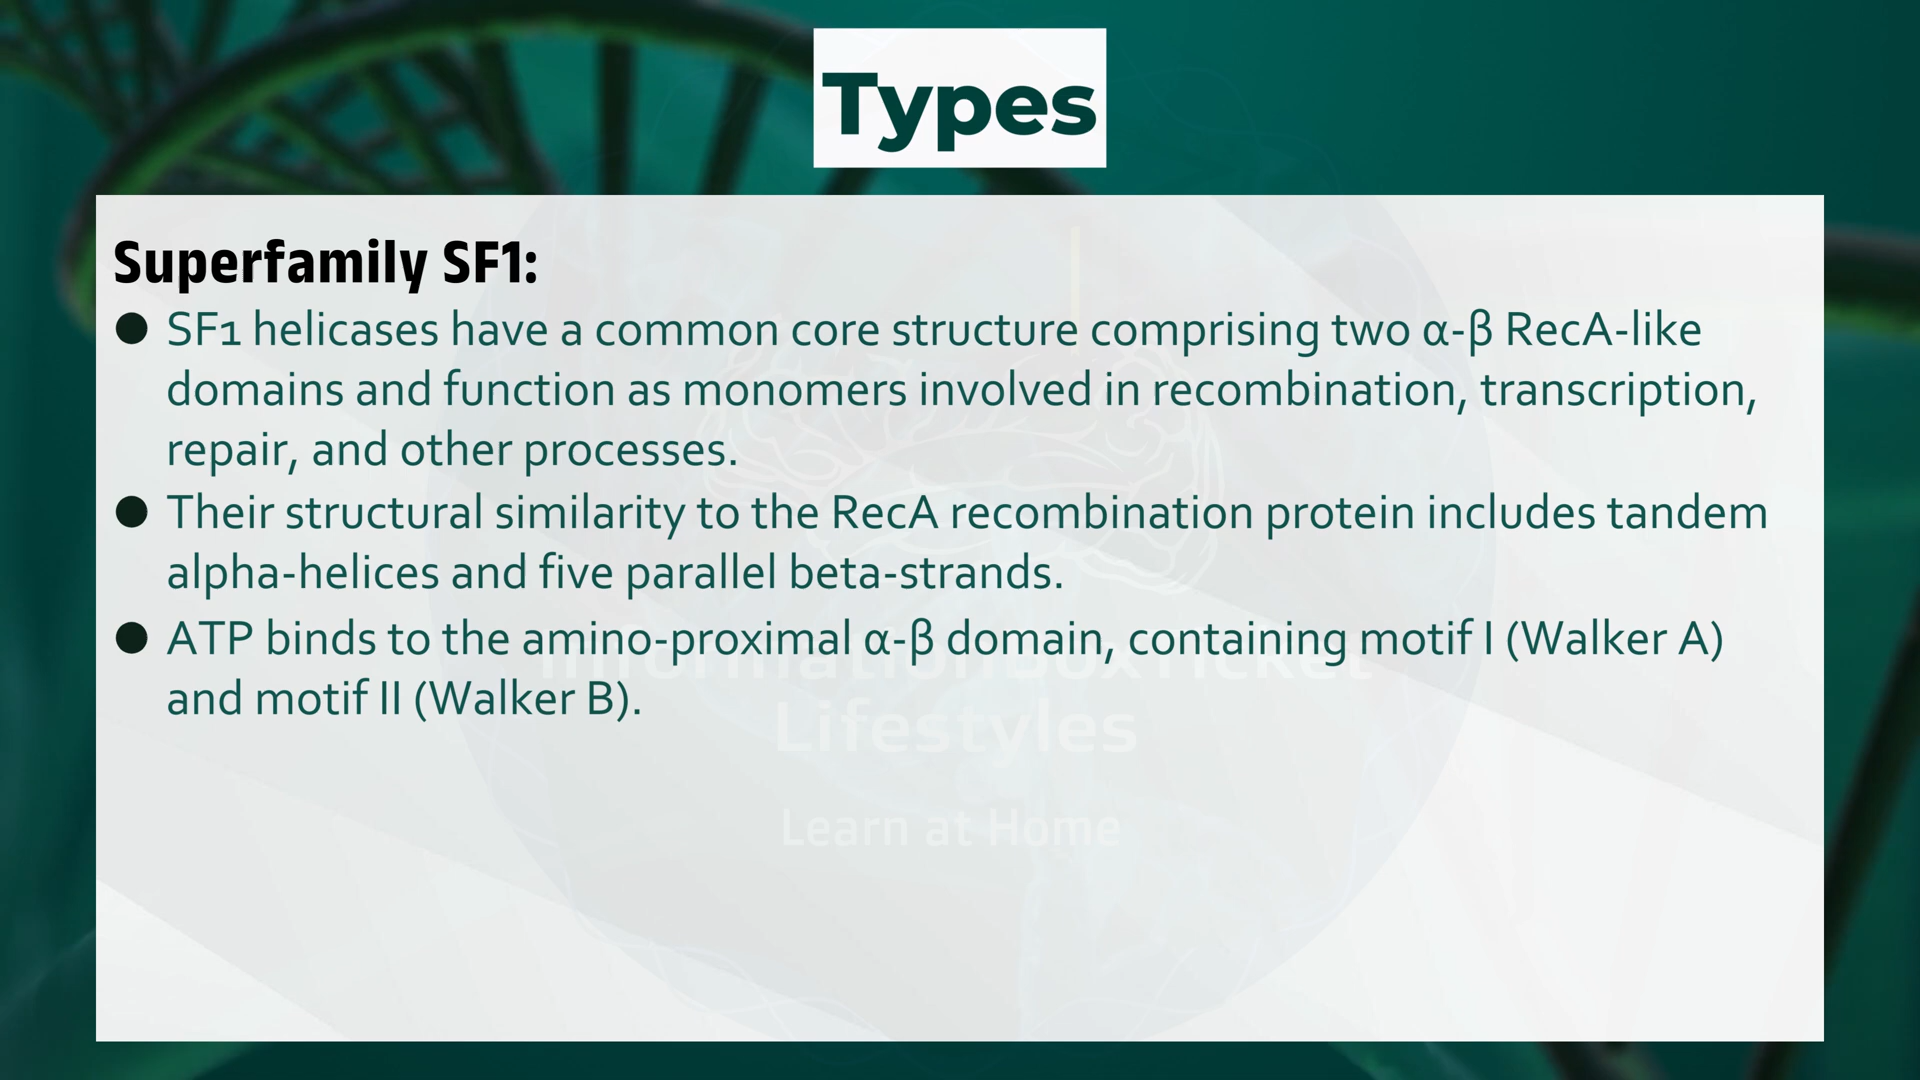 Types
Superfamily SF1:
● SF1 helicases have a common core structure comprising two α-β RecA-like
domains and function as monomers involved in recombination, transcription,
repair, and other processes.
● Their structural similarity to the RecA recombination protein includes tandem
alpha-helices and five parallel beta-strands.
● ATP binds to the amino-proximal α-β domain, containing motif I (Walker A)
and motif II (Walker B).
InformationBoxTicket
Lifestyles
Learn at Home